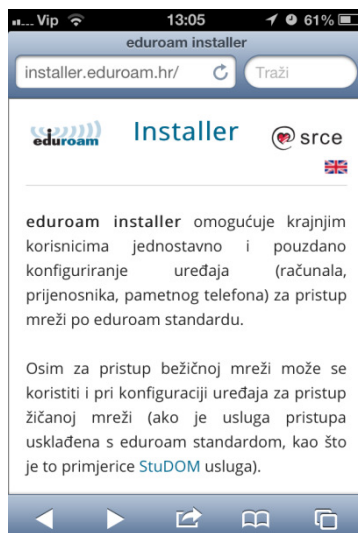 Vip 13:05 61%
eduroam installer
installer.eduroam.hr/ Traži
eduroam Installer srce
eduroam installer omogućuje krajnjim
korisnicima jednostavno i pouzdano
konfiguriranje uređaja (računala,
prijenosnika, pametnog telefona) za pristup
mreži po eduroam standardu.
Osim za pristup bežičnoj mreži može se
koristiti i pri konfiguraciji uređaja za pristup
žičanoj mreži (ako je usluga pristupa
usklađena s eduroam standardom, kao što
je to primjerice StuDOM usluga).